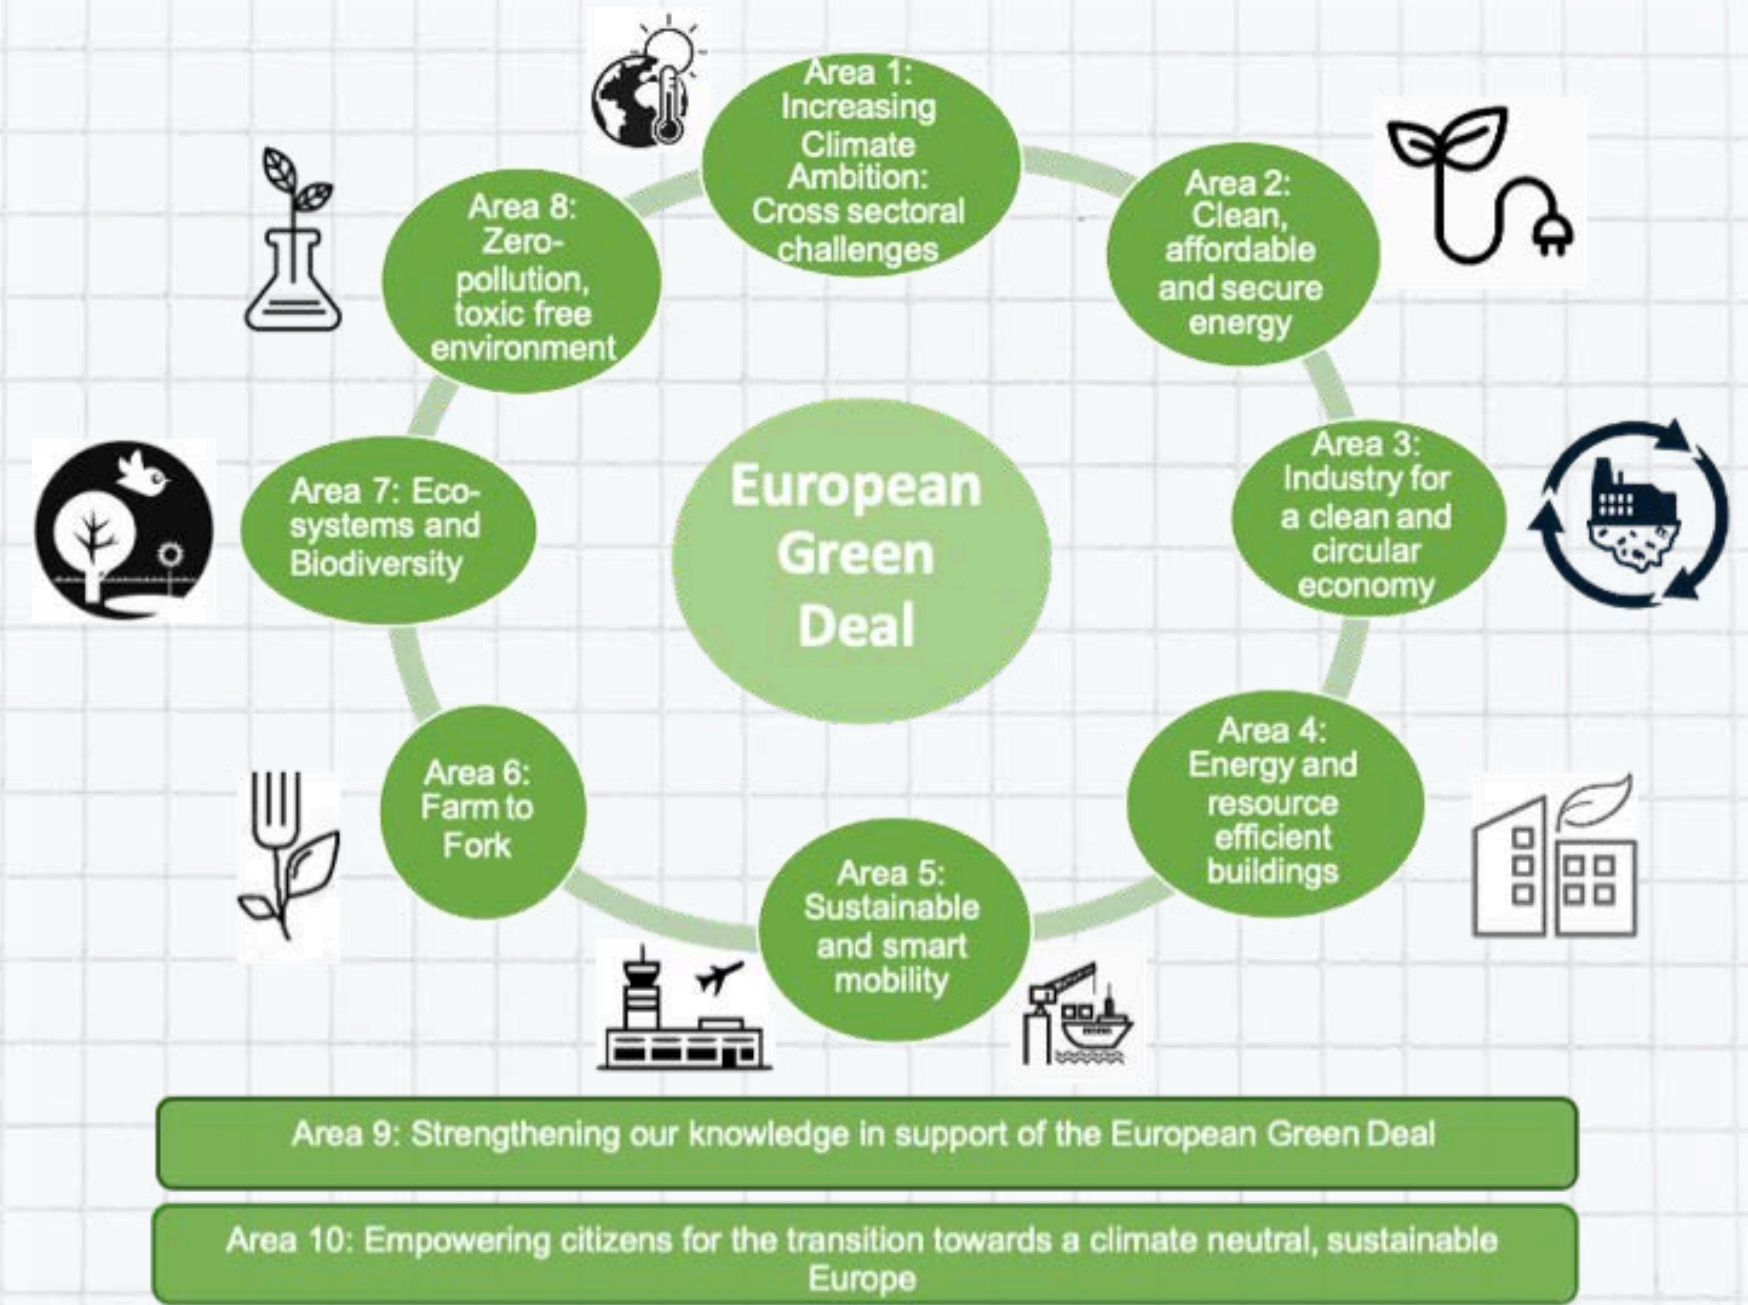 Area 1:
Increasing
Climate
Ambition:
Cross sectoral
challenges
Area 2:
Clean,
affordable
and secure
energy
Area 3:
Industry for
a clean and
circular
economy
Area 4:
Energy and
resource
efficient
buildings
Area 5:
Sustainable
and smart
mobility
Area 6:
Farm to
Fork
Area 7: Eco-
systems and
Biodiversity
Area 8:
Zero-
pollution,
toxic free
environment
European
Green
Deal
Area 9: Strengthening our knowledge in support of the European Green Deal
Area 10: Empowering citizens for the transition towards a climate neutral, sustainable
Europe